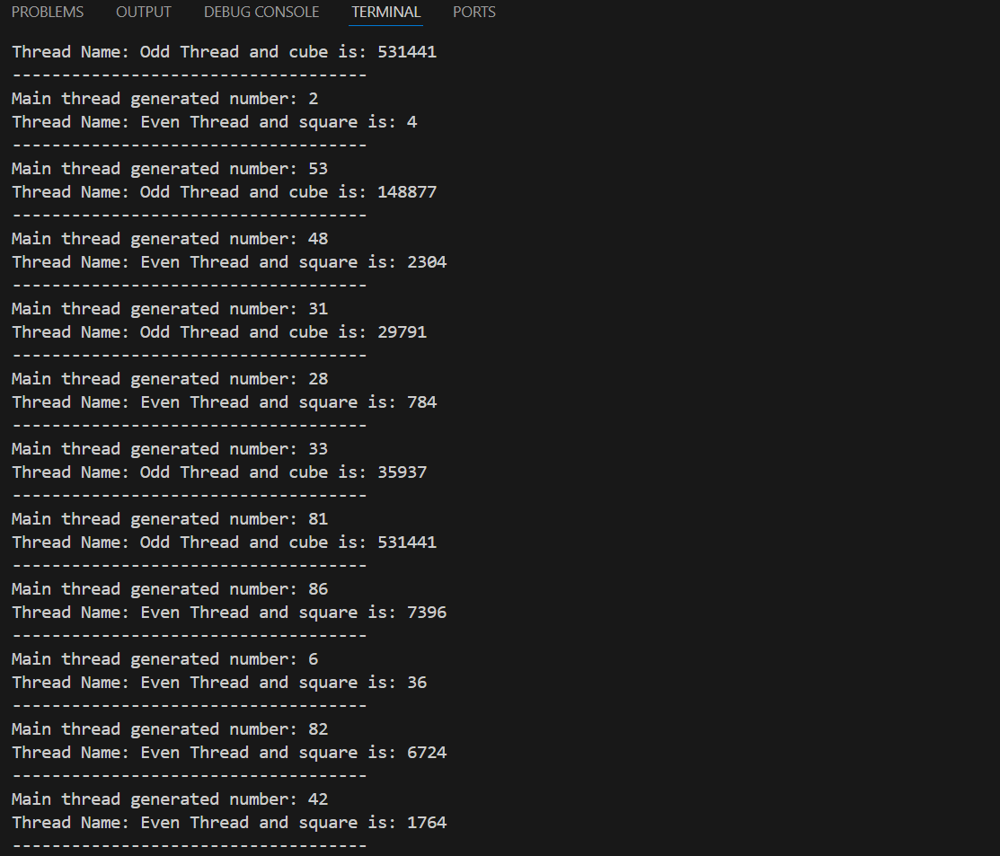 PROBLEMS OUTPUT DEBUG CONSOLE TERMINAL PORTS
Thread Name: Odd Thread and cube is: 531441
------------------------------------
Main thread generated number: 2
Thread Name: Even Thread and square is: 4
------------------------------------
Main thread generated number: 53
Thread Name: Odd Thread and cube is: 148877
------------------------------------
Main thread generated number: 48
Thread Name: Even Thread and square is: 2304
------------------------------------
Main thread generated number: 31
Thread Name: Odd Thread and cube is: 29791
------------------------------------
Main thread generated number: 28
Thread Name: Even Thread and square is: 784
------------------------------------
Main thread generated number: 33
Thread Name: Odd Thread and cube is: 35937
------------------------------------
Main thread generated number: 81
Thread Name: Odd Thread and cube is: 531441
------------------------------------
Main thread generated number: 86
Thread Name: Even Thread and square is: 7396
------------------------------------
Main thread generated number: 6
Thread Name: Even Thread and square is: 36
------------------------------------
Main thread generated number: 82
Thread Name: Even Thread and square is: 6724
------------------------------------
Main thread generated number: 42
Thread Name: Even Thread and square is: 1764
------------------------------------